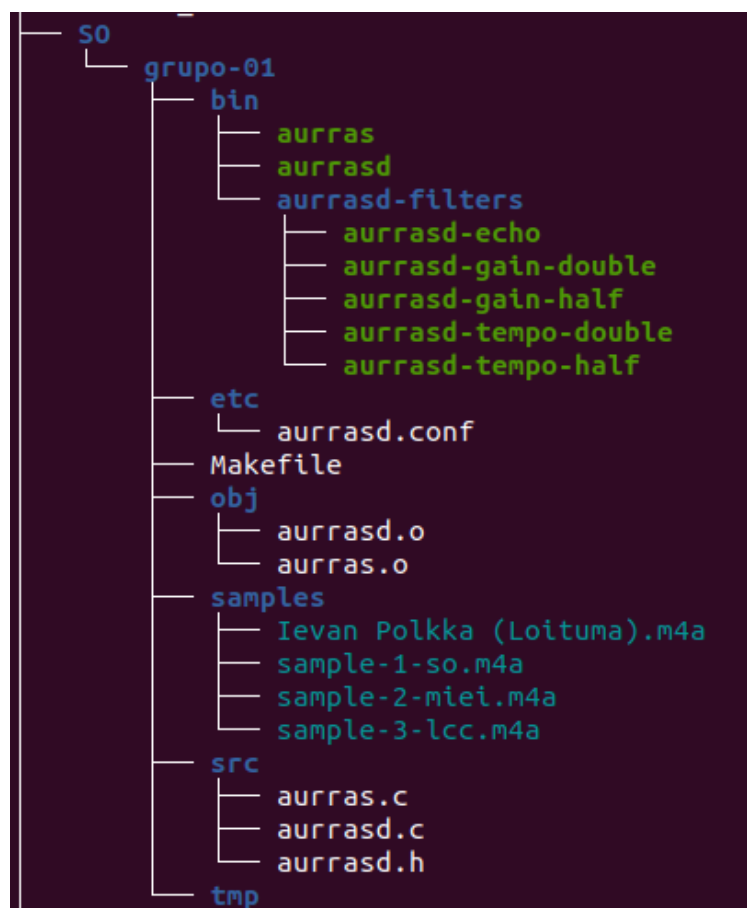 SO
grupo-01
bin
aurras
aurrasd
aurrasd-filters
aurrasd-echo
aurrasd-gain-double
aurrasd-gain-half
aurrasd-tempo-double
aurrasd-tempo-half
etc
aurrasd.conf
Makefile
obj
aurrasd.o
aurras.o
samples
Ievan Polkka (Loituma).m4a
sample-1-so.m4a
sample-2-miei.m4a
sample-3-lcc.m4a
src
aurras.c
aurrasd.c
aurrasd.h
tmp